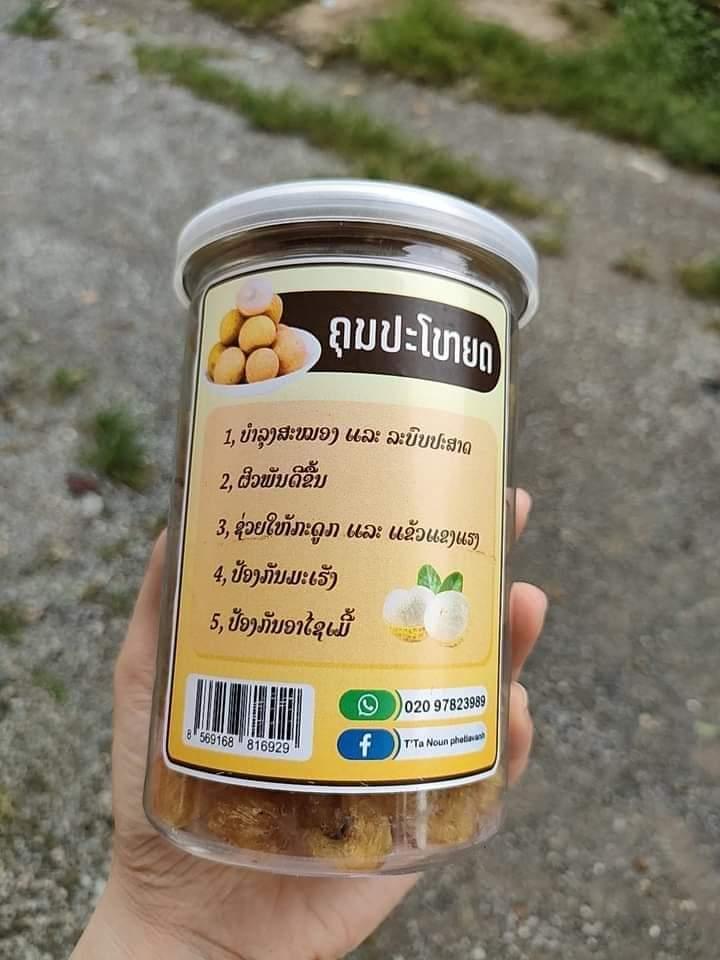 ຄຸນປະໂຫຍດ
1, ບຳລຸງສະໝອງ ແລະ ລະບົບປະສາດ
2, ຜິວພັນດີຂຶ້ນ
3, ຊ່ວຍໃຫ້ກະດູກ ແລະ ແຂ້ວແຂງແຮງ
4, ປ້ອງກັນມະເຮັງ
5, ປ້ອງກັນອາໄຊເມີ້
8 569168 816929
020 97823989
T'Ta Noun phetlavanh